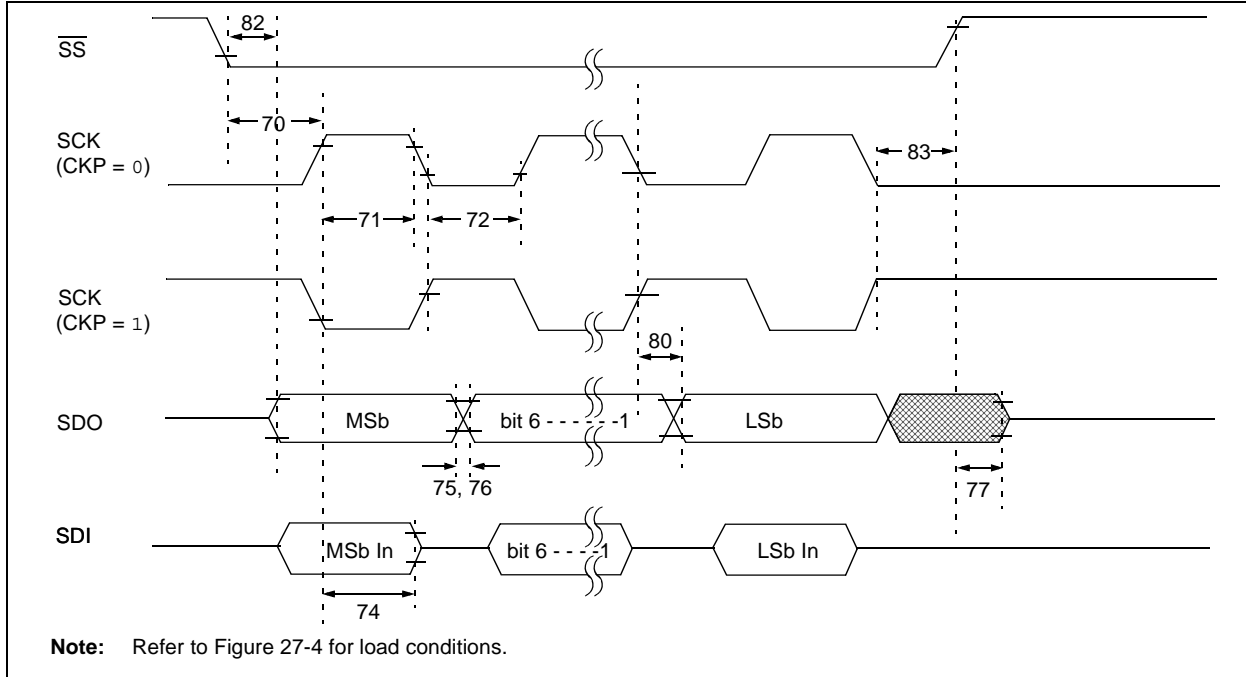 82
SS
70
SCK
(CKP = 0)
83
71
72
SCK
(CKP = 1)
80
SDO
MSb
bit 6 - - - - - -1
LSb
75, 76
77
SDI
MSb In
bit 6 - - - -1
LSb In
74
Note: Refer to Figure 27-4 for load conditions.